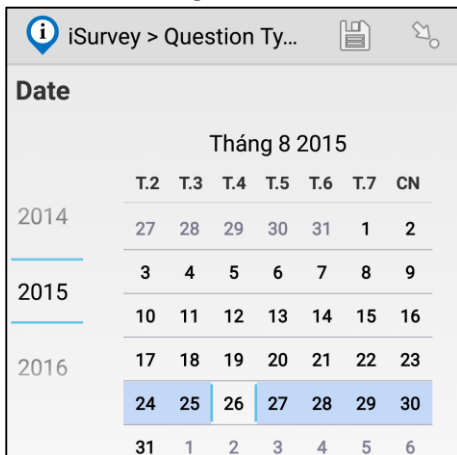 iSurvey > Question Ty...
Date
Tháng 8 2015
T.2 T.3 T.4 T.5 T.6 T.7 CN
2014
27 28 29 30 31 1 2
3 4 5 6 7 8 9
2015
10 11 12 13 14 15 16
2016
17 18 19 20 21 22 23
24 25 26 27 28 29 30
31 1 2 3 4 5 6